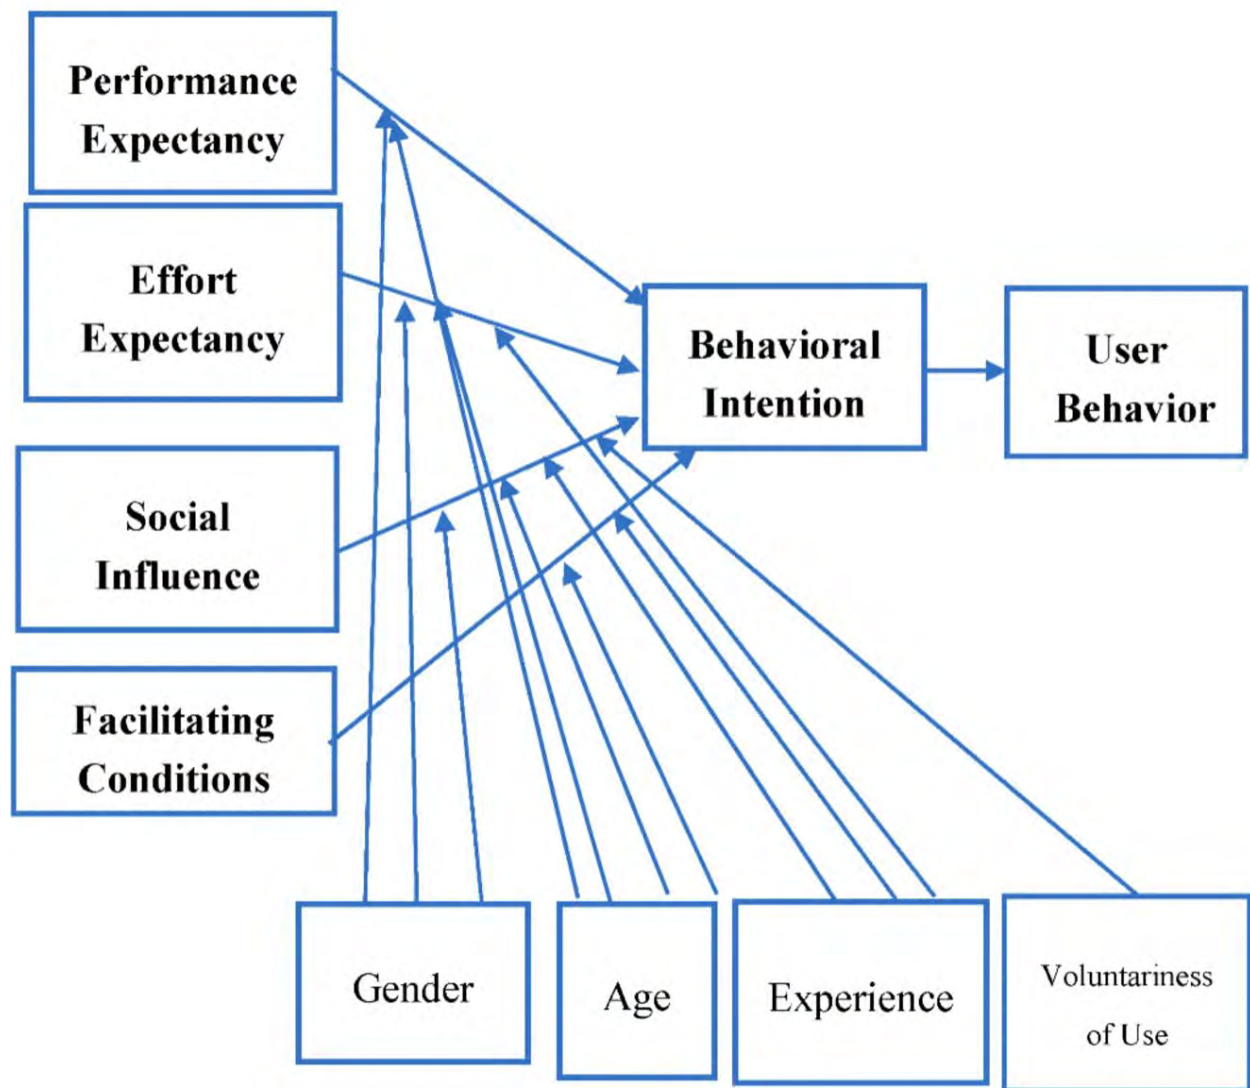 Performance
Expectancy
Effort
Expectancy
Social
Influence
Facilitating
Conditions
Behavioral
Intention
User
Behavior
Gender
Age
Experience
Voluntariness
of Use